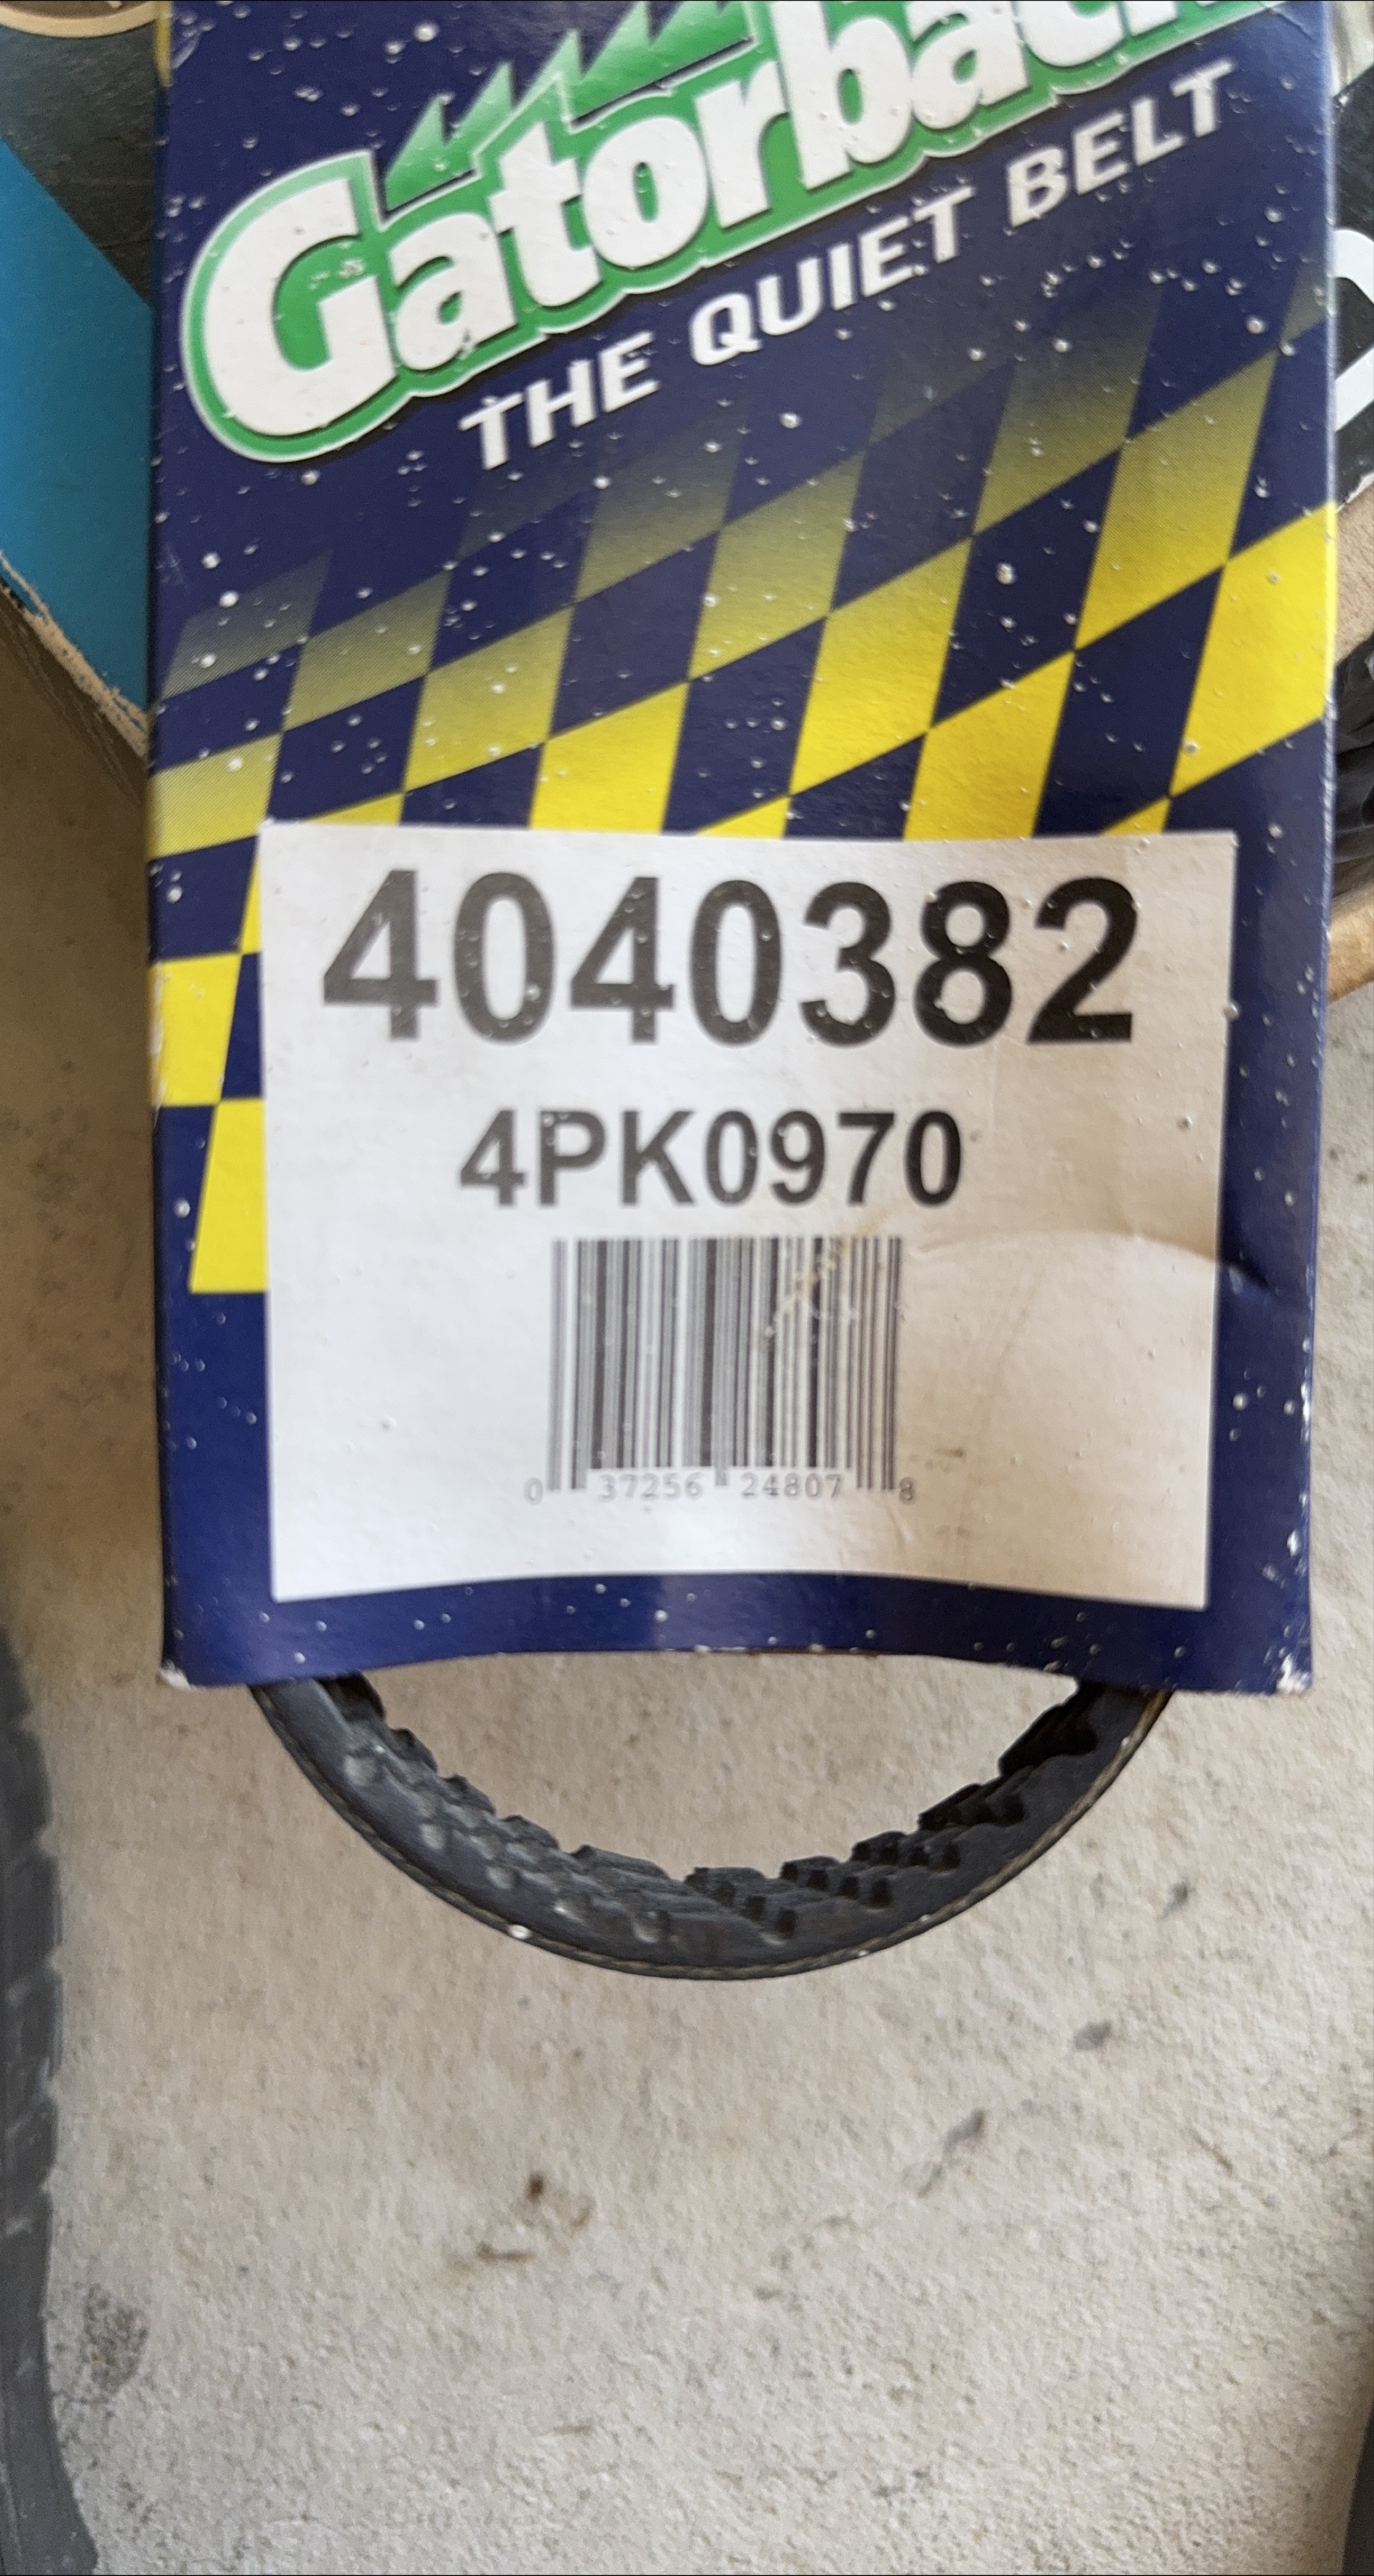 Gatorback
THE QUIET BELT
4040382
4PK0970
0 37256 24807 8